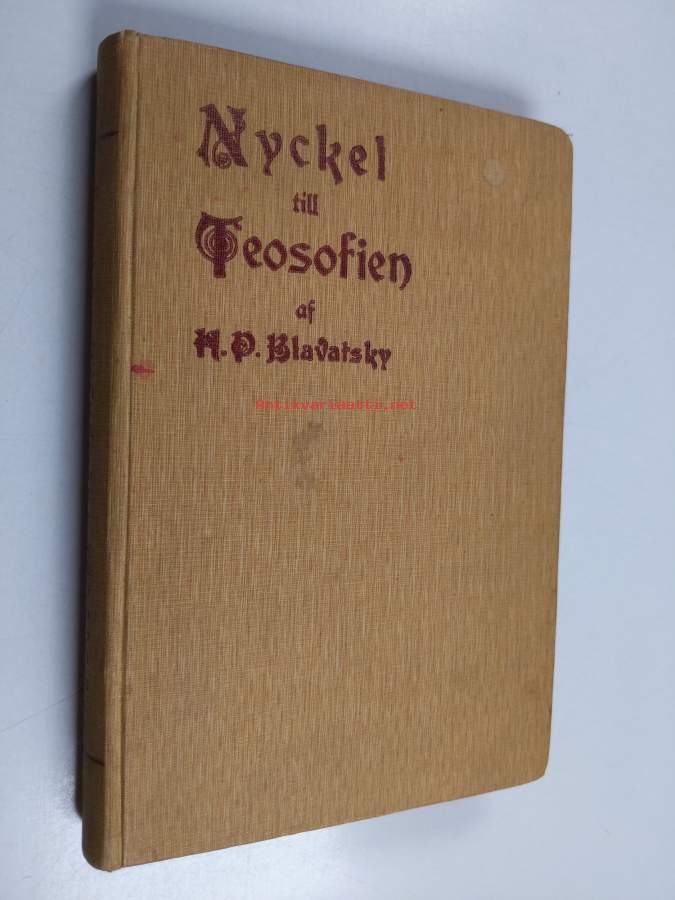 Nyckel
till
Teosofien
af
H. P. Blavatsky
Antikvariaatti.net